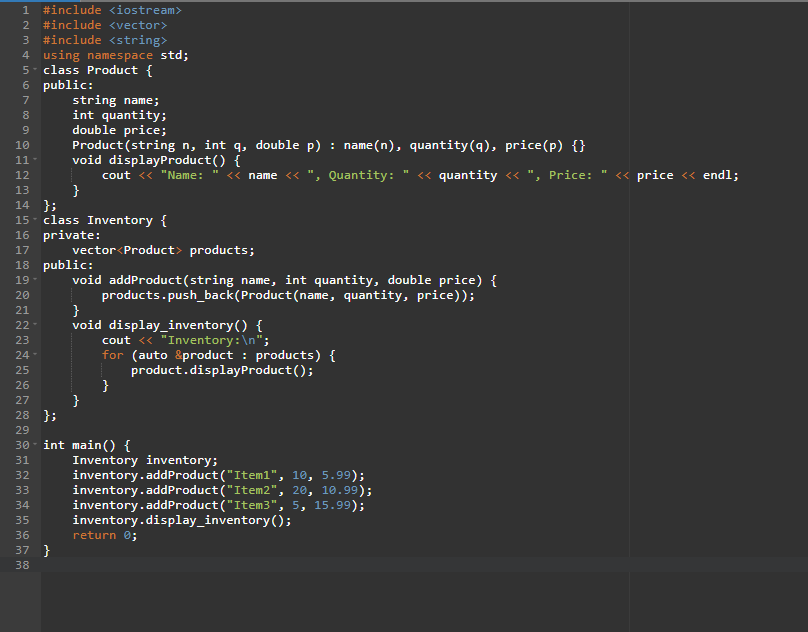 1 #include <iostream>
2 #include <vector>
3 #include <string>
4 using namespace std;
5 class Product {
6 public:
7     string name;
8     int quantity;
9     double price;
10     Product(string n, int q, double p) : name(n), quantity(q), price(p) {}
11     void displayProduct() {
12         cout << "Name: " << name << ", Quantity: " << quantity << ", Price: " << price << endl;
13     }
14 };
15 class Inventory {
16 private:
17     vector<Product> products;
18 public:
19     void addProduct(string name, int quantity, double price) {
20         products.push_back(Product(name, quantity, price));
21     }
22     void display_inventory() {
23         cout << "Inventory:\n";
24         for (auto &product : products) {
25             product.displayProduct();
26         }
27     }
28 };
29
30 int main() {
31     Inventory inventory;
32     inventory.addProduct("Item1", 10, 5.99);
33     inventory.addProduct("Item2", 20, 10.99);
34     inventory.addProduct("Item3", 5, 15.99);
35     inventory.display_inventory();
36     return 0;
37 }
38